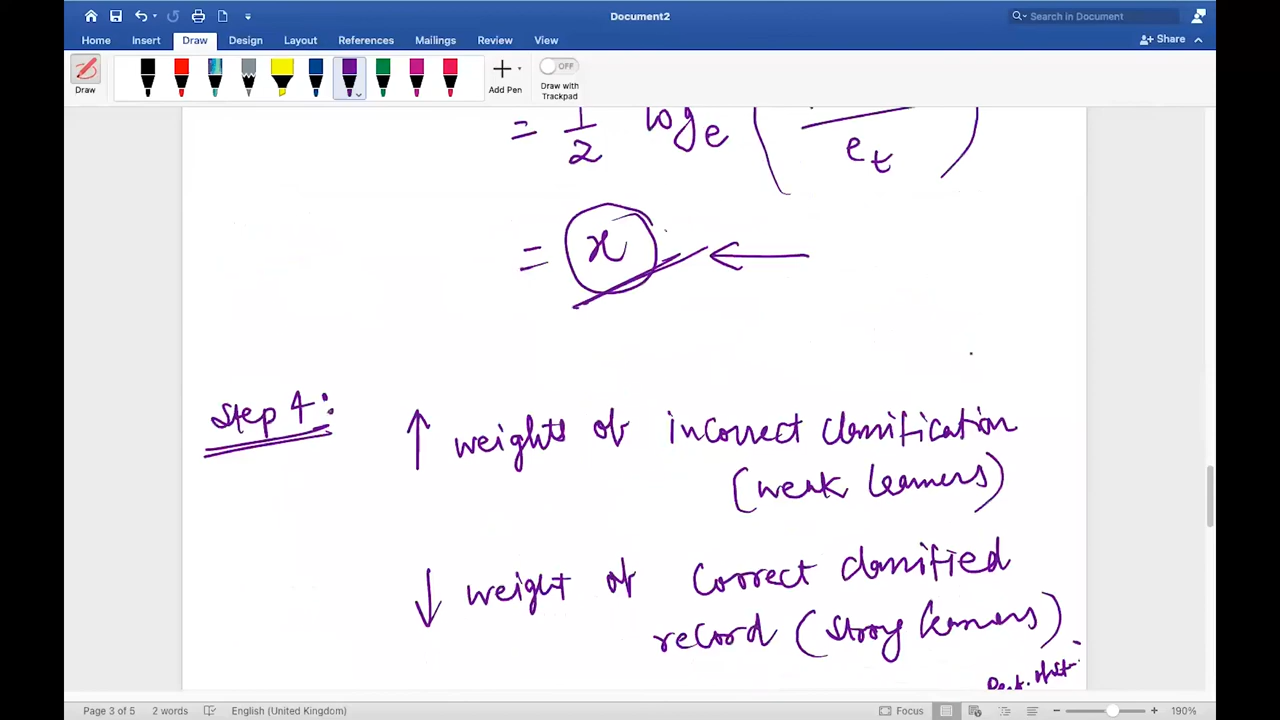 Document2
Search in Document
Home Insert Draw Design Layout References Mailings Review View
Share
Draw
Add Pen
OFF
Draw with
Trackpad
= 1/2 loge ( / et )
= x
Step 4: ↑ weights of incorrect classification
(weak learners)
↓ weight of correct classified
record (strong learners)
Page 3 of 5 2 words English (United Kingdom) Focus 190%